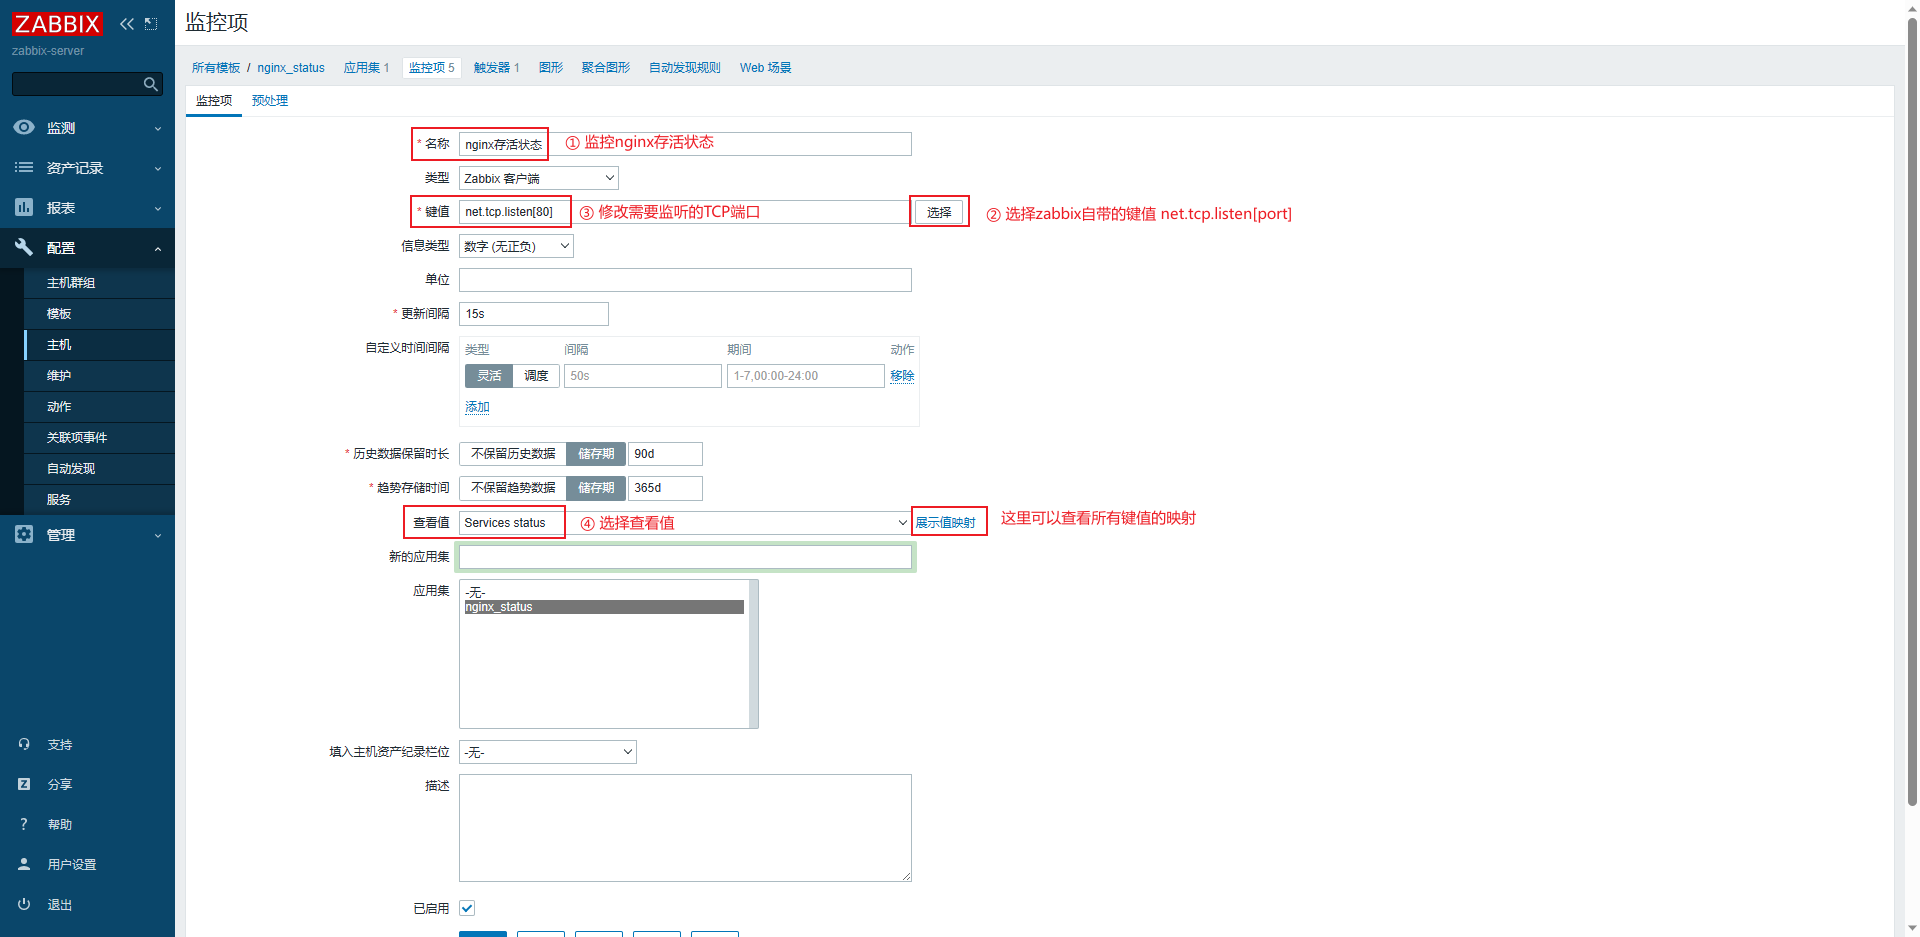 ZABBIX
zabbix-server
监测
资产记录
报表
配置
主机群组
模板
主机
维护
动作
关联项事件
自动发现
服务
管理
支持
分享
帮助
用户设置
退出
监控项
所有模板 / nginx_status 应用集 1 监控项 5 触发器 1 图形 聚合图形 自动发现规则 Web 场景
监控项 预处理
* 名称 nginx存活状态 ① 监控nginx存活状态
类型 Zabbix 客户端
* 键值 net.tcp.listen[80] ③ 修改需要监听的TCP端口 选择 ② 选择zabbix自带的键值 net.tcp.listen[port]
信息类型 数字 (无正负)
单位
* 更新间隔 15s
自定义时间间隔 类型 间隔 期间 动作
灵活 调度 50s 1-7,00:00-24:00 移除
添加
* 历史数据保留时长 不保留历史数据 储存期 90d
* 趋势存储时间 不保留趋势数据 储存期 365d
查看值 Services status ④ 选择查看值 展示值映射 这里可以查看所有键值的映射
新的应用集
应用集 -无-
nginx_status
填入主机资产纪录栏位 -无-
描述
已启用